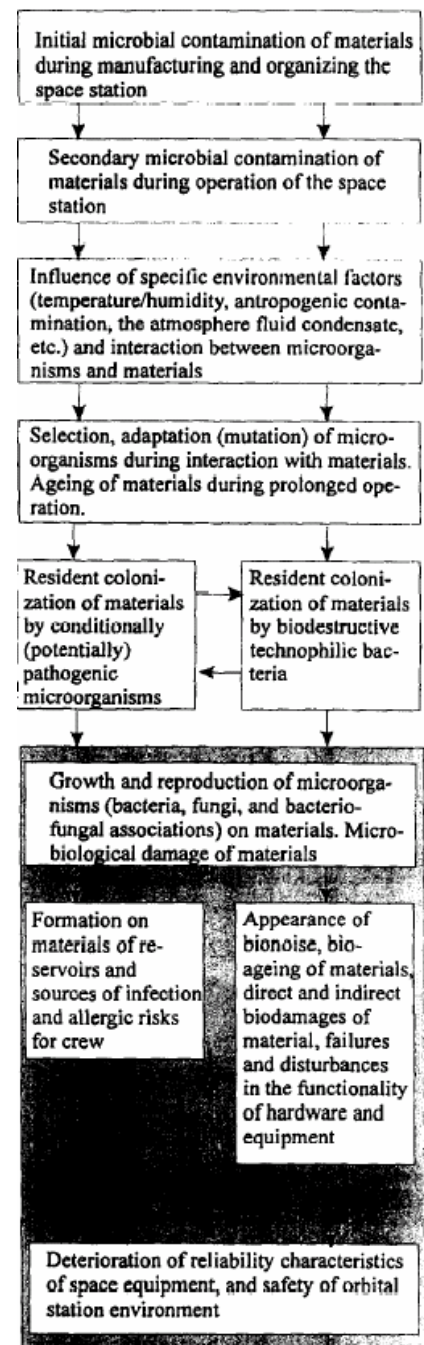 Initial microbial contamination of materials
during manufacturing and organizing the
space station
Secondary microbial contamination of
materials during operation of the space
station
Influence of specific environmental factors
(temperature/humidity, antropogenic conta-
mination, the atmosphere fluid condensate,
etc.) and interaction between microorga-
nisms and materials
Selection, adaptation (mutation) of micro-
organisms during interaction with materials.
Ageing of materials during prolonged ope-
ration.
Resident coloni-
zation of materials
by conditionally
(potentially)
pathogenic
microorganisms
Resident coloni-
zation of materials
by biodestructive
technophilic bac-
teria
Growth and reproduction of microorga-
nisms (bacteria, fungi, and bacterio-
fungal associations) on materials. Micro-
biological damage of materials
Formation on
materials of re-
servoirs and
sources of infection
and allergic risks
for crew
Appearance of
bionoise, bio-
ageing of materials,
direct and indirect
biodamages of
material, failures
and disturbances
in the functionality
of hardware and
equipment
Deterioration of reliability characteristics
of space equipment, and safety of orbital
station environment